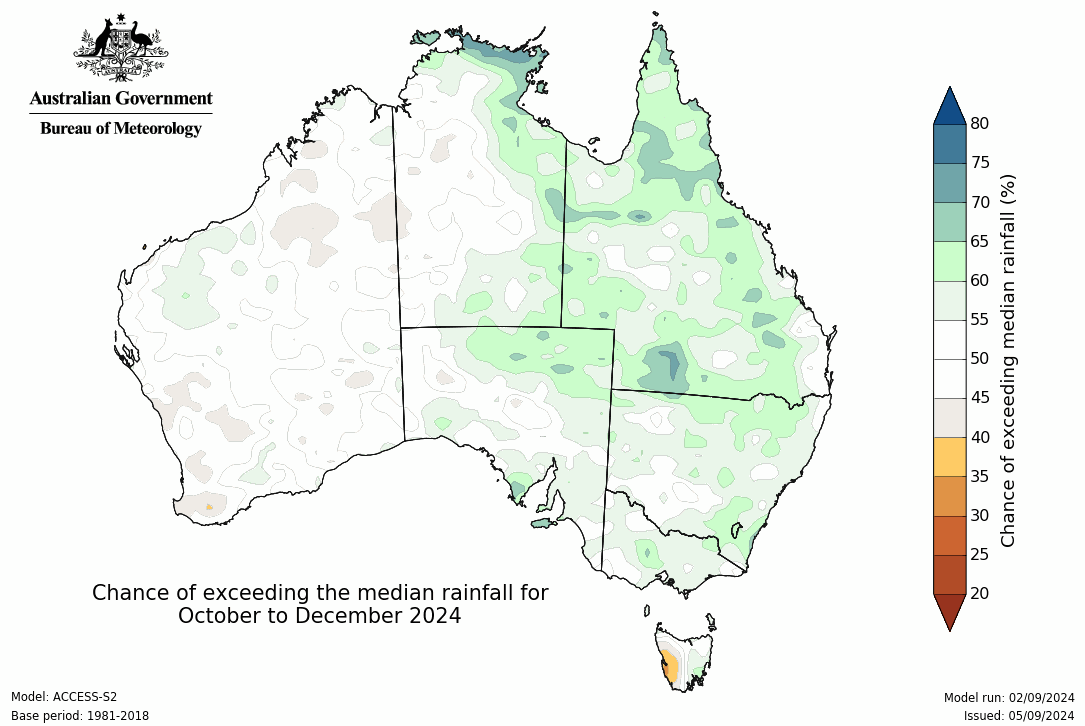 AUSTRALIA
Australian Government
Bureau of Meteorology
80
75
70
65
60
55
50
45
40
35
30
25
20
Chance of exceeding median rainfall (%)
Chance of exceeding the median rainfall for
October to December 2024
Model: ACCESS-S2
Base period: 1981-2018
Model run: 02/09/2024
Issued: 05/09/2024